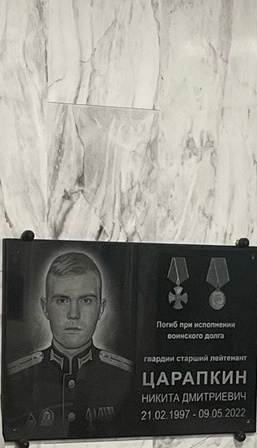 Погиб при исполнении
воинского долга
гвардии старший лейтенант
ЦАРАПКИН
НИКИТА ДМИТРИЕВИЧ
21.02.1997 - 09.05.2022